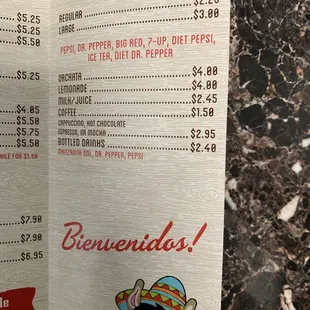 $5.25
$5.25
$5.50
$5.25
$4.05
$5.50
$5.75
$5.50
$7.90
$7.90
$6.95
REGULAR
LARGE $3.00
PEPSI, DR. PEPPER, BIG RED, 7-UP, DIET PEPSI,
ICE TEA, DIET DR. PEPPER
ORCHATA $4.00
LEMONADE $4.00
MILK/JUICE $2.45
COFFEE $1.50
CAPPUCCINO, HOT CHOCOLATE
ESPRESSO, OR MOCHA $2.95
BOTTLED DRINKS $2.40
MANZANITA SOL, DR. PEPPER, PEPSI
Bienvenidos!